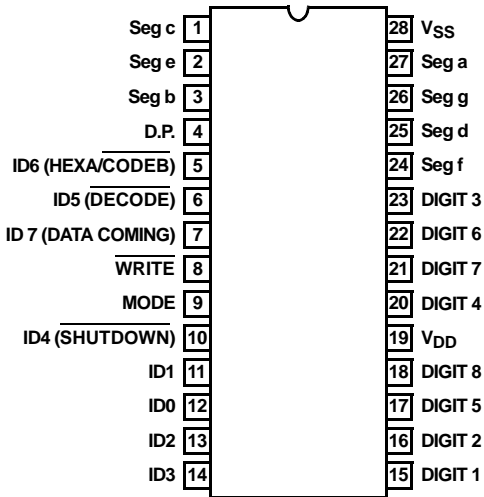 Seg c 1 28 VSS
Seg e 2 27 Seg a
Seg b 3 26 Seg g
D.P. 4 25 Seg d
ID6 (HEXA/CODEB) 5 24 Seg f
ID5 (DECODE) 6 23 DIGIT 3
ID 7 (DATA COMING) 7 22 DIGIT 6
WRITE 8 21 DIGIT 7
MODE 9 20 DIGIT 4
ID4 (SHUTDOWN) 10 19 VDD
ID1 11 18 DIGIT 8
ID0 12 17 DIGIT 5
ID2 13 16 DIGIT 2
ID3 14 15 DIGIT 1